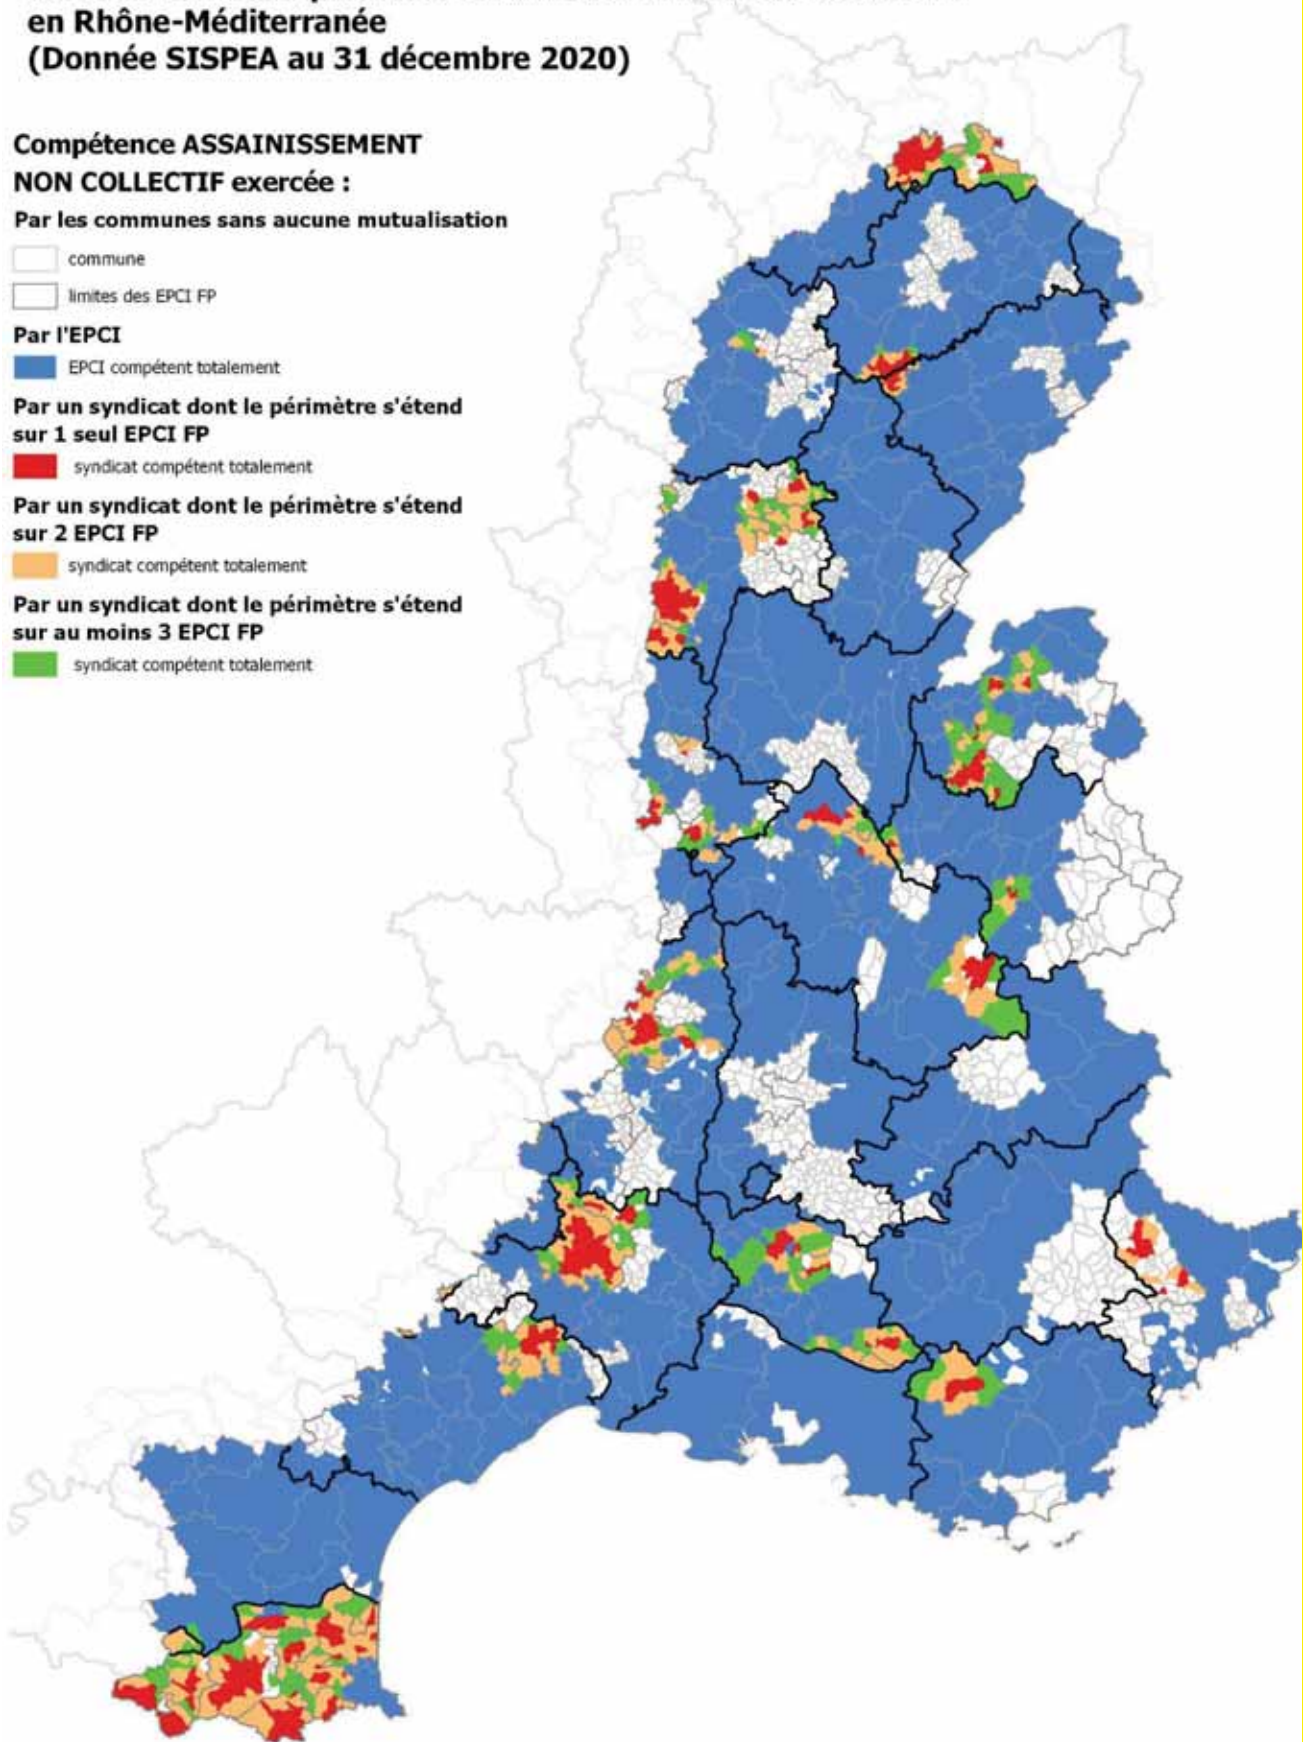 en Rhône-Méditerranée
(Donnée SISPEA au 31 décembre 2020)
Compétence ASSAINISSEMENT
NON COLLECTIF exercée :
Par les communes sans aucune mutualisation
commune
limites des EPCI FP
Par l'EPCI
EPCI compétent totalement
Par un syndicat dont le périmètre s'étend
sur 1 seul EPCI FP
syndicat compétent totalement
Par un syndicat dont le périmètre s'étend
sur 2 EPCI FP
syndicat compétent totalement
Par un syndicat dont le périmètre s'étend
sur au moins 3 EPCI FP
syndicat compétent totalement